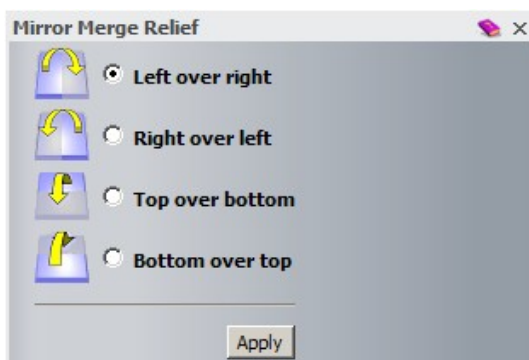 Mirror Merge Relief
Left over right
Right over left
Top over bottom
Bottom over top
Apply